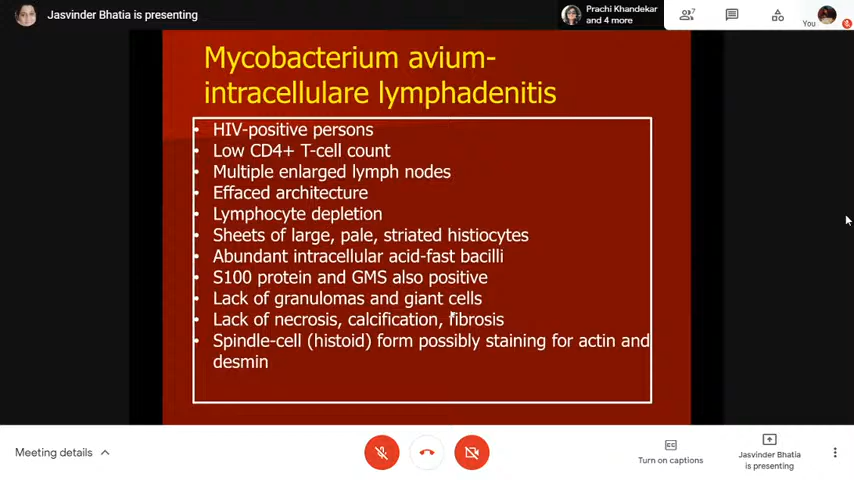 Jasvinder Bhatia is presenting
Prachi Khandekar
and 4 more
7
You
Mycobacterium avium-
intracellulare lymphadenitis
• HIV-positive persons
• Low CD4+ T-cell count
• Multiple enlarged lymph nodes
• Effaced architecture
• Lymphocyte depletion
• Sheets of large, pale, striated histiocytes
• Abundant intracellular acid-fast bacilli
• S100 protein and GMS also positive
• Lack of granulomas and giant cells
• Lack of necrosis, calcification, fibrosis
• Spindle-cell (histoid) form possibly staining for actin and
desmin
Meeting details
Turn on captions
Jasvinder Bhatia
is presenting